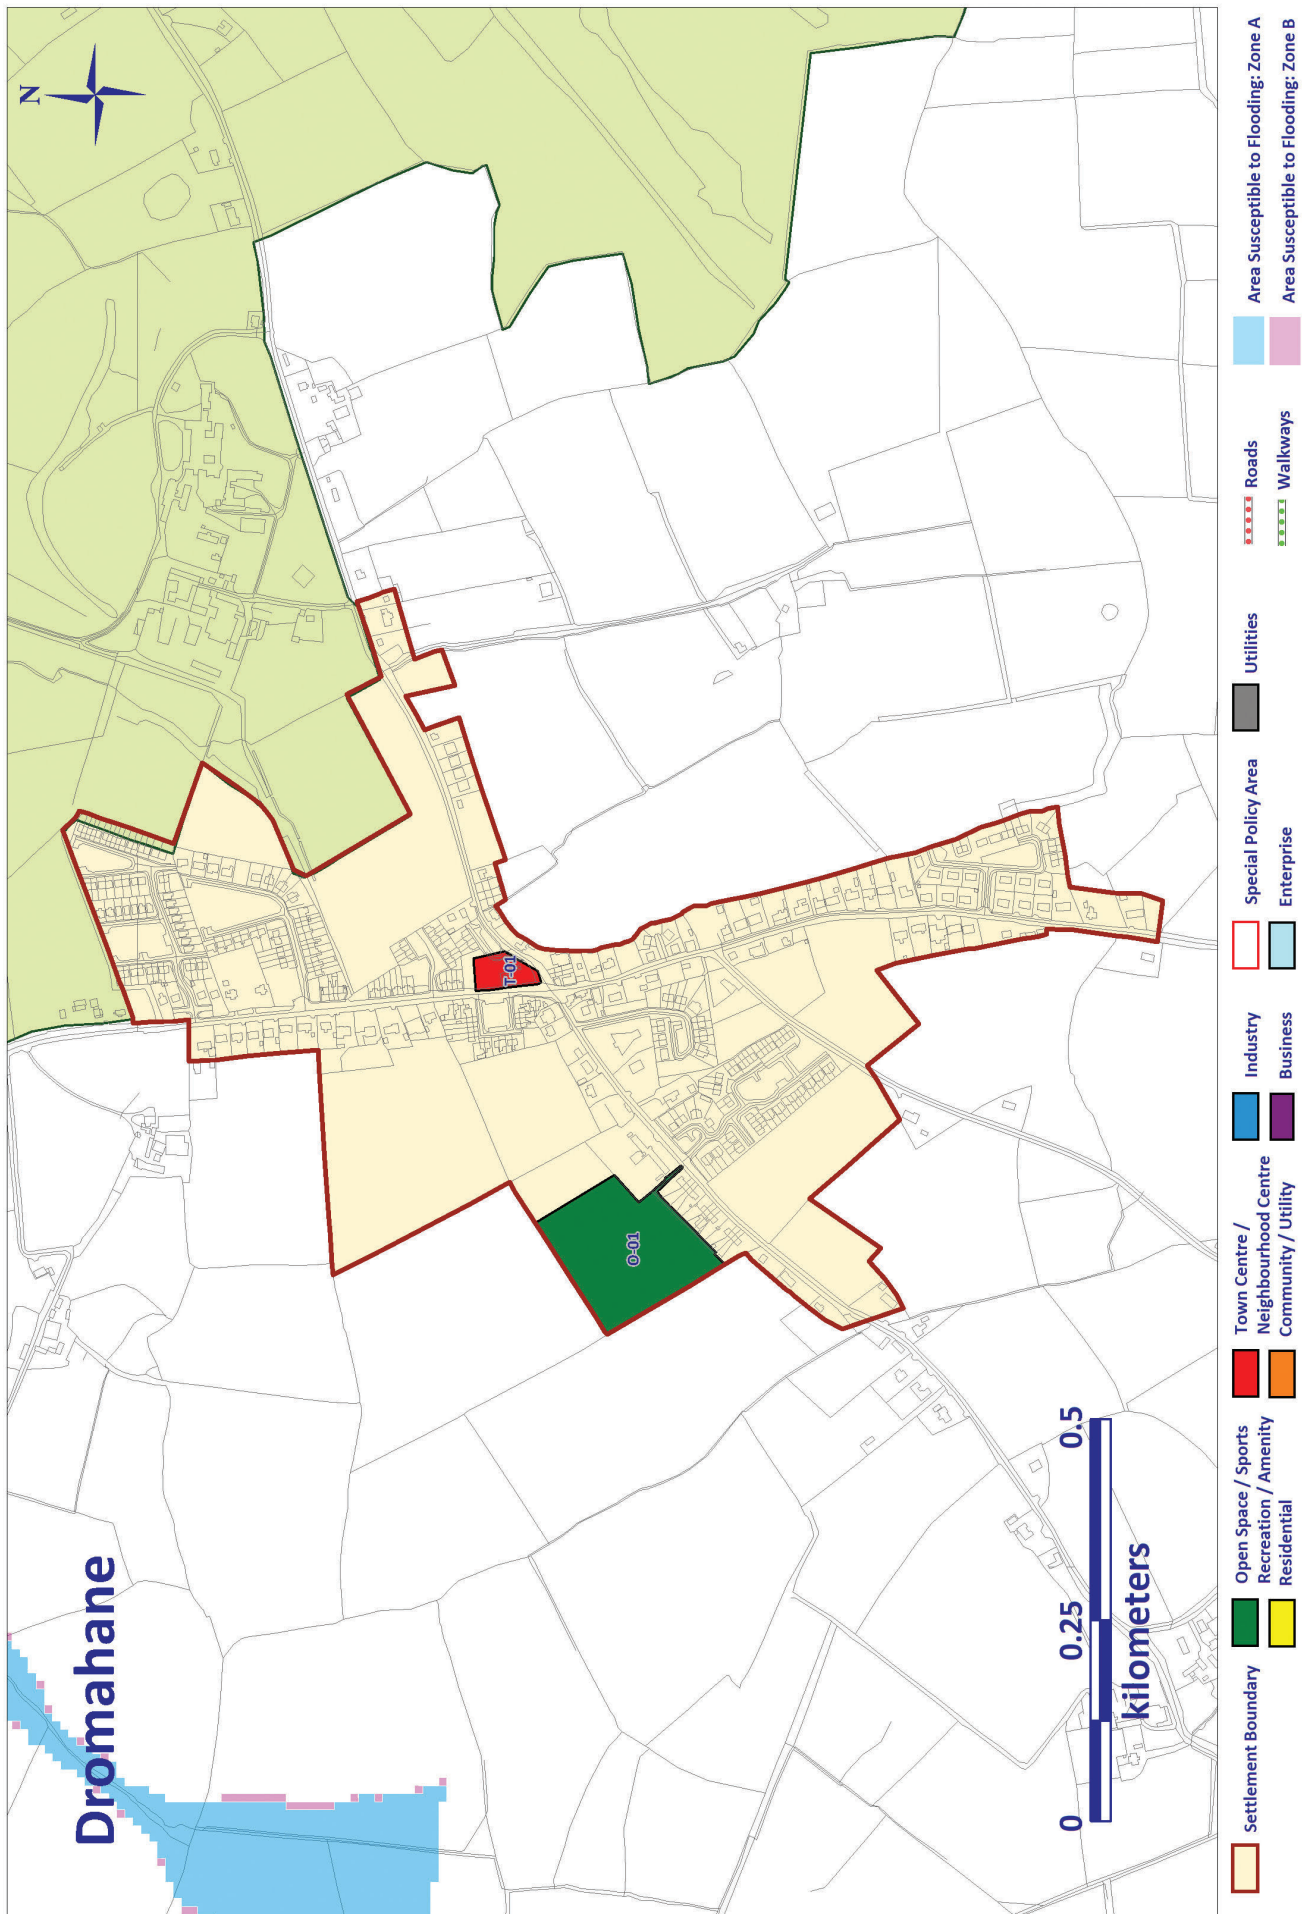 Dromahane
N
T-01
O-01
0 0.25 0.5
kilometers
Settlement Boundary
Open Space / Sports
Recreation / Amenity
Residential
Town Centre /
Neighbourhood Centre
Community / Utility
Industry
Business
Special Policy Area
Enterprise
Utilities
Roads
Walkways
Area Susceptible to Flooding: Zone A
Area Susceptible to Flooding: Zone B